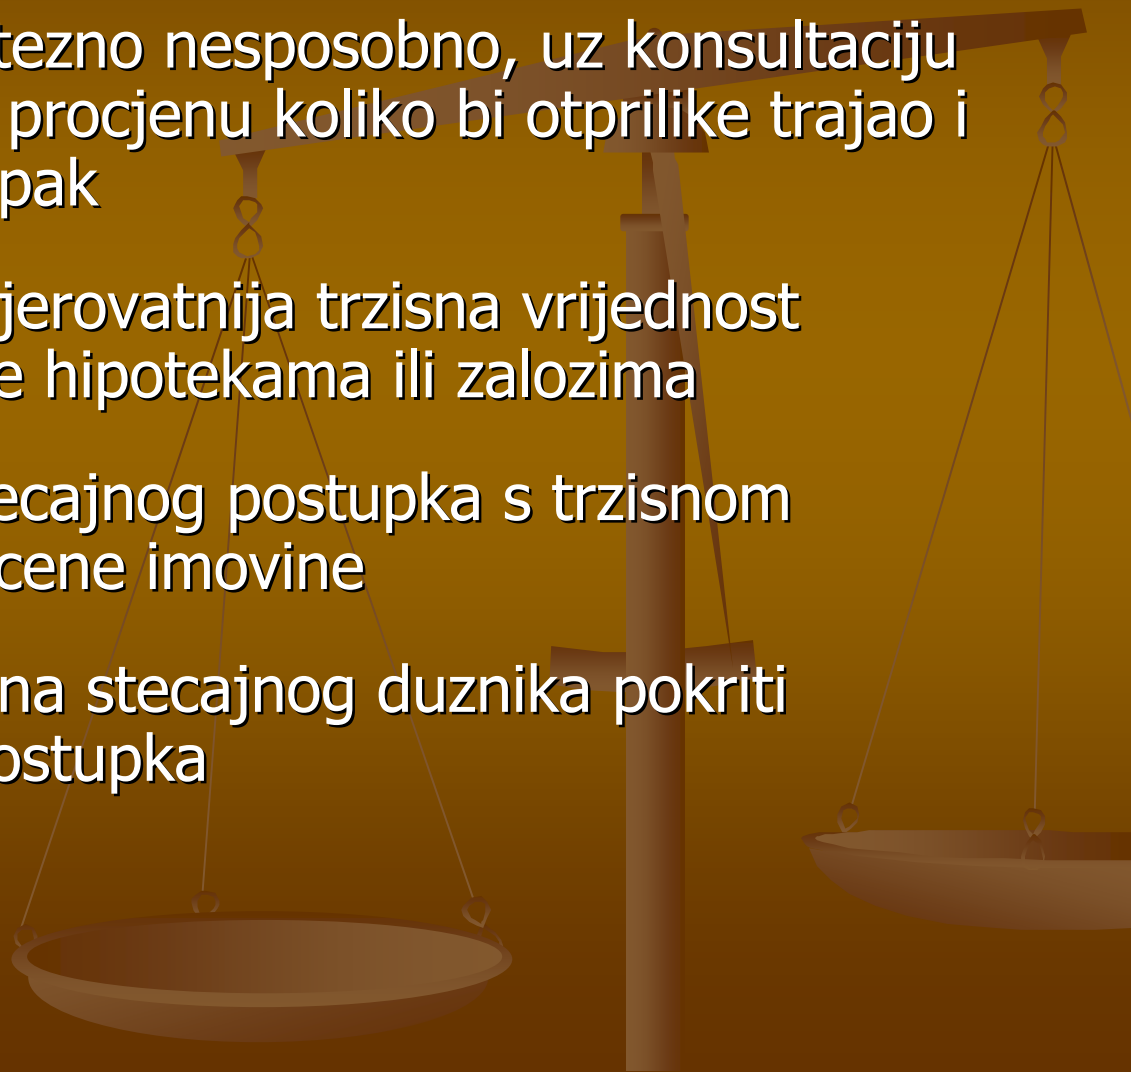 tezno nesposobno, uz konsultaciju
procjenu koliko bi otprilike trajao i
pak
jerovatnija trzisna vrijednost
e hipotekama ili zalozima
ecajnog postupka s trzisnom
cene imovine
na stecajnog duznika pokriti
ostupka